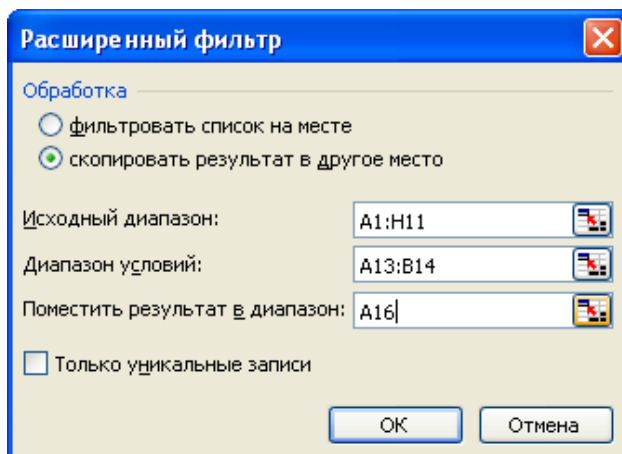 Расширенный фильтр
Обработка
фильтровать список на месте
скопировать результат в другое место
Исходный диапазон: A1:H11
Диапазон условий: A13:B14
Поместить результат в диапазон: A16
Только уникальные записи
ОК Отмена